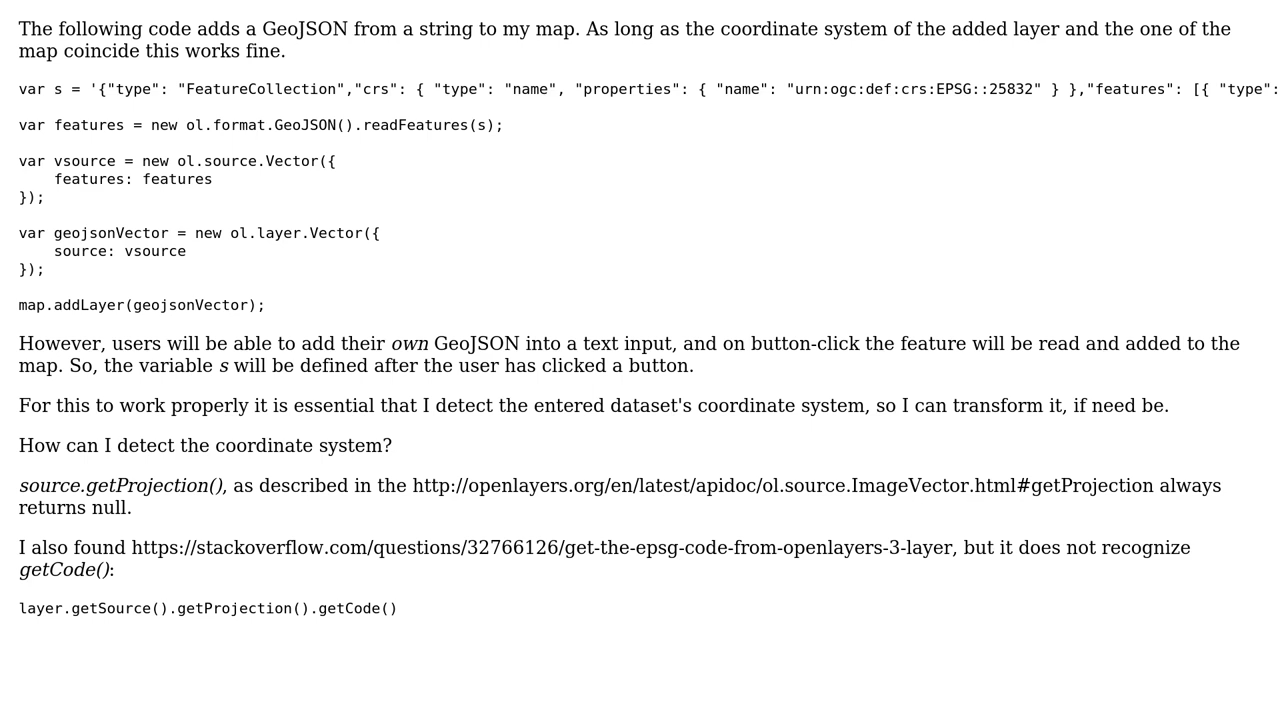 The following code adds a GeoJSON from a string to my map. As long as the coordinate system of the added layer and the one of the
map coincide this works fine.
var s = '{"type": "FeatureCollection","crs": { "type": "name", "properties": { "name": "urn:ogc:def:crs:EPSG::25832" } },"features": [{ "type":
var features = new ol.format.GeoJSON().readFeatures(s);
var vsource = new ol.source.Vector({
    features: features
});
var geojsonVector = new ol.layer.Vector({
    source: vsource
});
map.addLayer(geojsonVector);
However, users will be able to add their own GeoJSON into a text input, and on button-click the feature will be read and added to the
map. So, the variable s will be defined after the user has clicked a button.
For this to work properly it is essential that I detect the entered dataset's coordinate system, so I can transform it, if need be.
How can I detect the coordinate system?
source.getProjection(), as described in the http://openlayers.org/en/latest/apidoc/ol.source.ImageVector.html#getProjection always
returns null.
I also found https://stackoverflow.com/questions/32766126/get-the-epsg-code-from-openlayers-3-layer, but it does not recognize
getCode():
layer.getSource().getProjection().getCode()